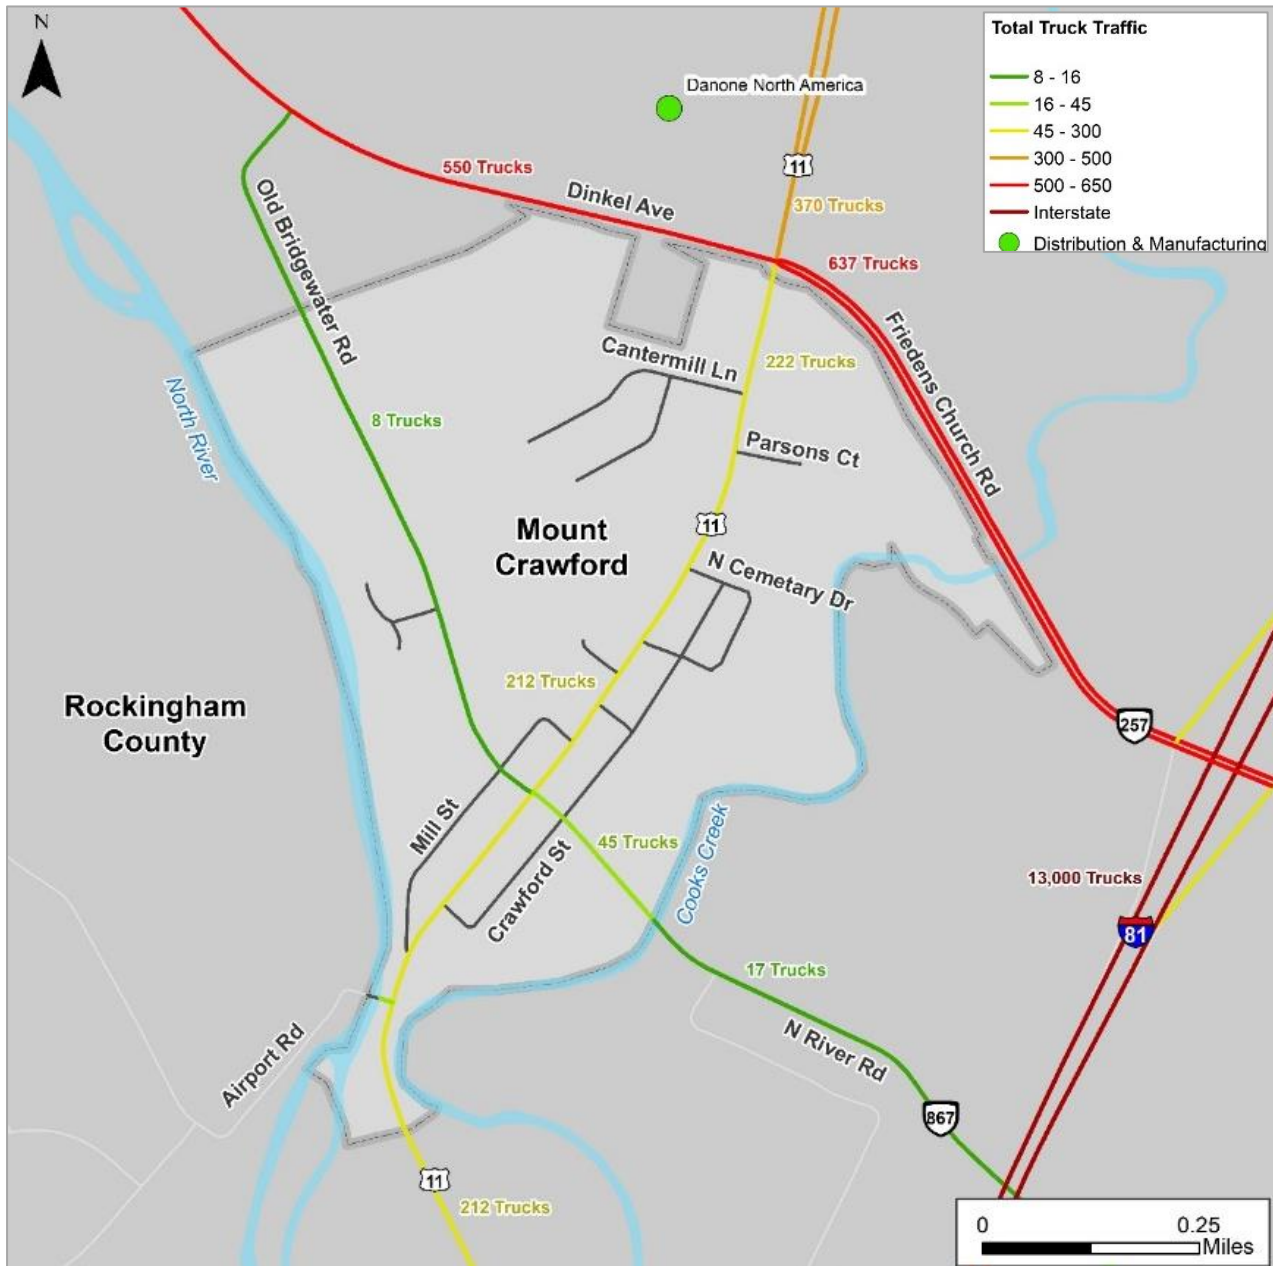 N
Total Truck Traffic
8 - 16
16 - 45
45 - 300
300 - 500
500 - 650
Interstate
Distribution & Manufacturing
Danone North America
11
550 Trucks
Dinkel Ave
370 Trucks
637 Trucks
Old Bridgewater Rd
Friedens Church Rd
Cantermill Ln
222 Trucks
North River
8 Trucks
Parsons Ct
11
Mount
Crawford
N Cemetary Dr
212 Trucks
Rockingham
County
257
Mill St
45 Trucks
Crawford St
Cooks Creek
13,000 Trucks
81
17 Trucks
N River Rd
Airport Rd
867
11
212 Trucks
0 0.25
Miles